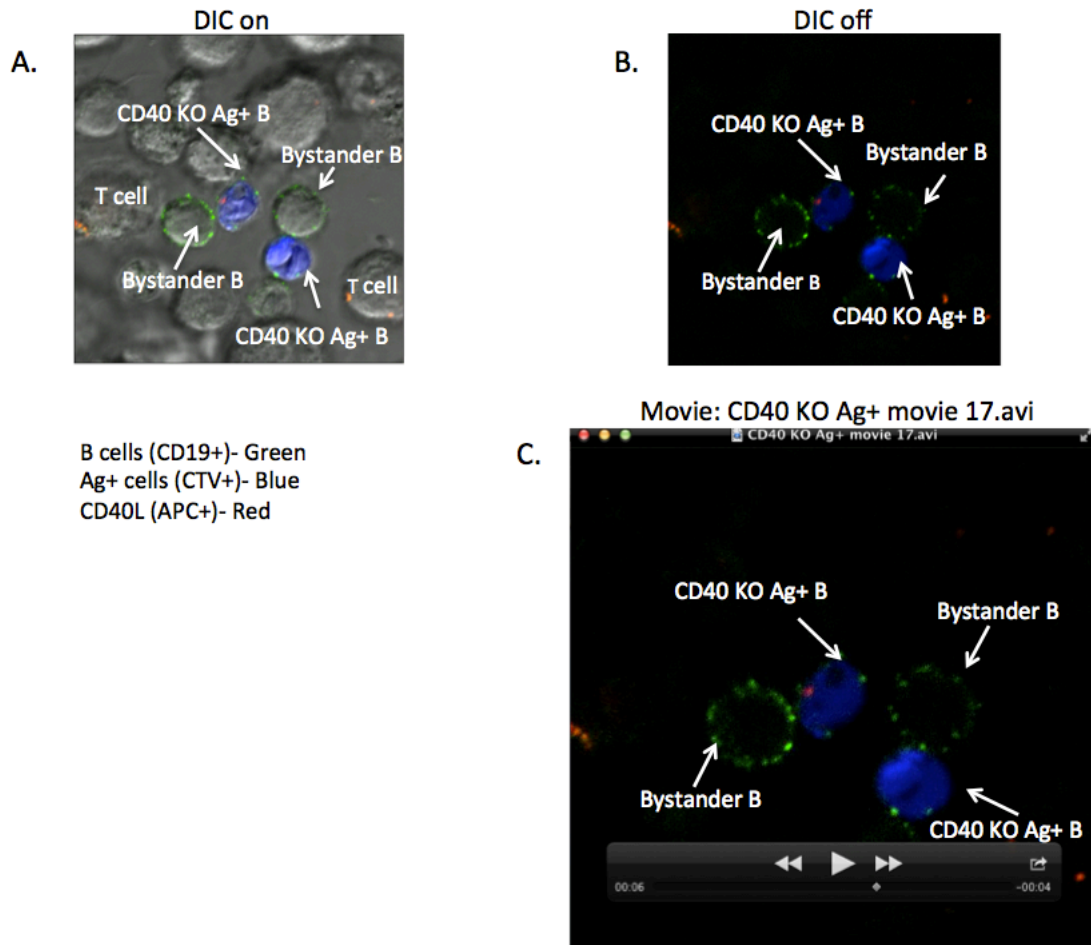 DIC on
A.
CD40 KO Ag+ B
Bystander B
T cell
Bystander B
T cell
CD40 KO Ag+ B
DIC off
B.
CD40 KO Ag+ B
Bystander B
Bystander B
CD40 KO Ag+ B
B cells (CD19+)- Green
Ag+ cells (CTV+)- Blue
CD40L (APC+)- Red
Movie: CD40 KO Ag+ movie 17.avi
C.
CD40 KO Ag+ movie 17.avi
CD40 KO Ag+ B
Bystander B
Bystander B
CD40 KO Ag+ B
00:06
-00:04